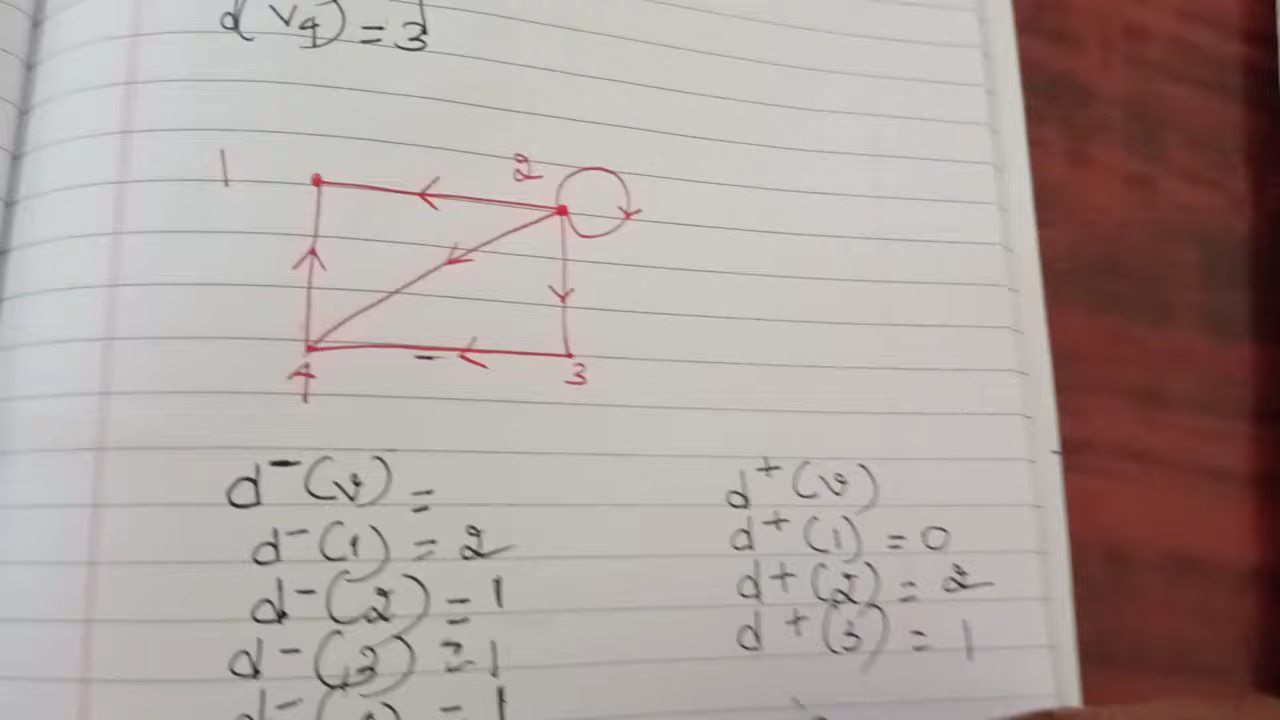 d(v4) = 3
1
2
4
3
d-(v) =
d-(1) = 2
d-(2) = 1
d-(3) = 1
d+(v)
d+(1) = 0
d+(2) = 2
d+(3) = 1